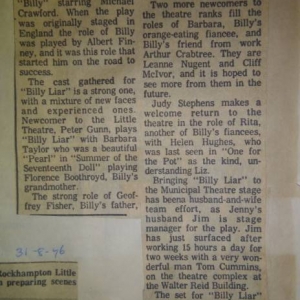 "Billy" starring Michael
Crawford. When the play
was originally staged in
England the role of Billy
was played by Albert Fin-
ney, and it was this role that
started him on the road to
success.
The cast gathered for
"Billy Liar" is a strong one,
with a mixture of new faces
and experienced ones.
Newcomer to the Little
Theatre, Peter Gunn, plays
"Billy Liar" with Barbara
Taylor who was a beautiful
"Pearl" in "Summer of the
Seventeenth Doll" playing
Florence Boothroyd, Billy's
grandmother.
The strong role of Geof-
frey Fisher, Billy's father,
31-8-46
Rockhampton Little
n preparing scenes
Two more newcomers to
the theatre ranks fill the
roles of Barbara, Billy's
orange-eating fiancee, and
Billy's friend from work
Arthur Crabtree. They are
Leanne Nugent and Cliff
McIvor, and it is hoped to
see more from them in the
future.
Judy Stephens makes a
welcome return to the
theatre in the role of Rita,
another of Billy's fiancees,
with Helen Hughes, who
was last seen in "One for
the Pot" as the kind, un-
derstanding Liz.
Bringing "Billy Liar" to
the Municipal Theatre stage
has beena husband-and-wife
team effort, as Jenny's
husband Jim is stage
manager for the play. Jim
has just surfaced after
working 15 hours a day for
two weeks with a very won-
derful man Tom Cummins,
on the theatre complex at
the Walter Reid Building.
The set for "Billy Liar"